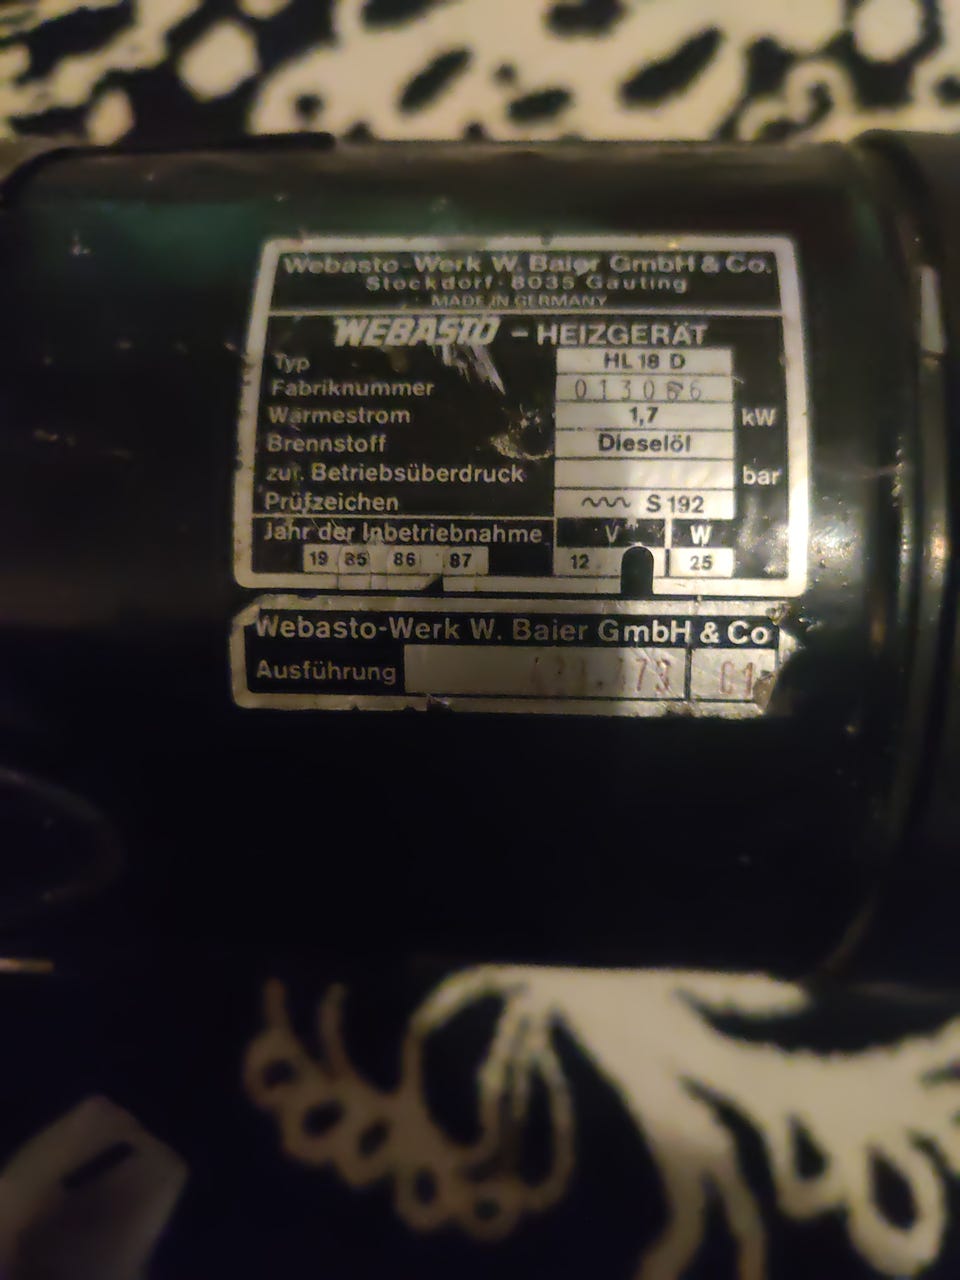 Webasto-Werk W. Baier GmbH & Co.
Stockdorf · 8035 Gauting
MADE IN GERMANY
WEBASTO - HEIZGERÄT
Typ HL 18 D
Fabriknummer
Wärmestrom 1,7 kW
Brennstoff Dieselöl
zul. Betriebsüberdruck bar
Prüfzeichen S 192
Jahr der Inbetriebnahme V W
19 85 86 87 12 25
Webasto-Werk W. Baier GmbH & Co
Ausführung 01